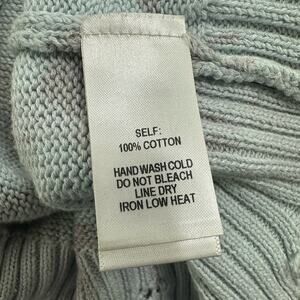 SELF:
100% COTTON
HAND WASH COLD
DO NOT BLEACH
LINE DRY
IRON LOW HEAT